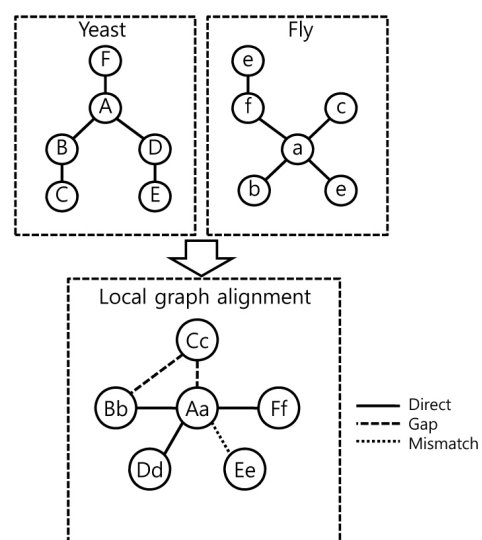 Yeast
F
A
B D
C E
Fly
e
f c
a
b e
Local graph alignment
Cc
Bb Aa Ff
Dd Ee
Direct
Gap
Mismatch